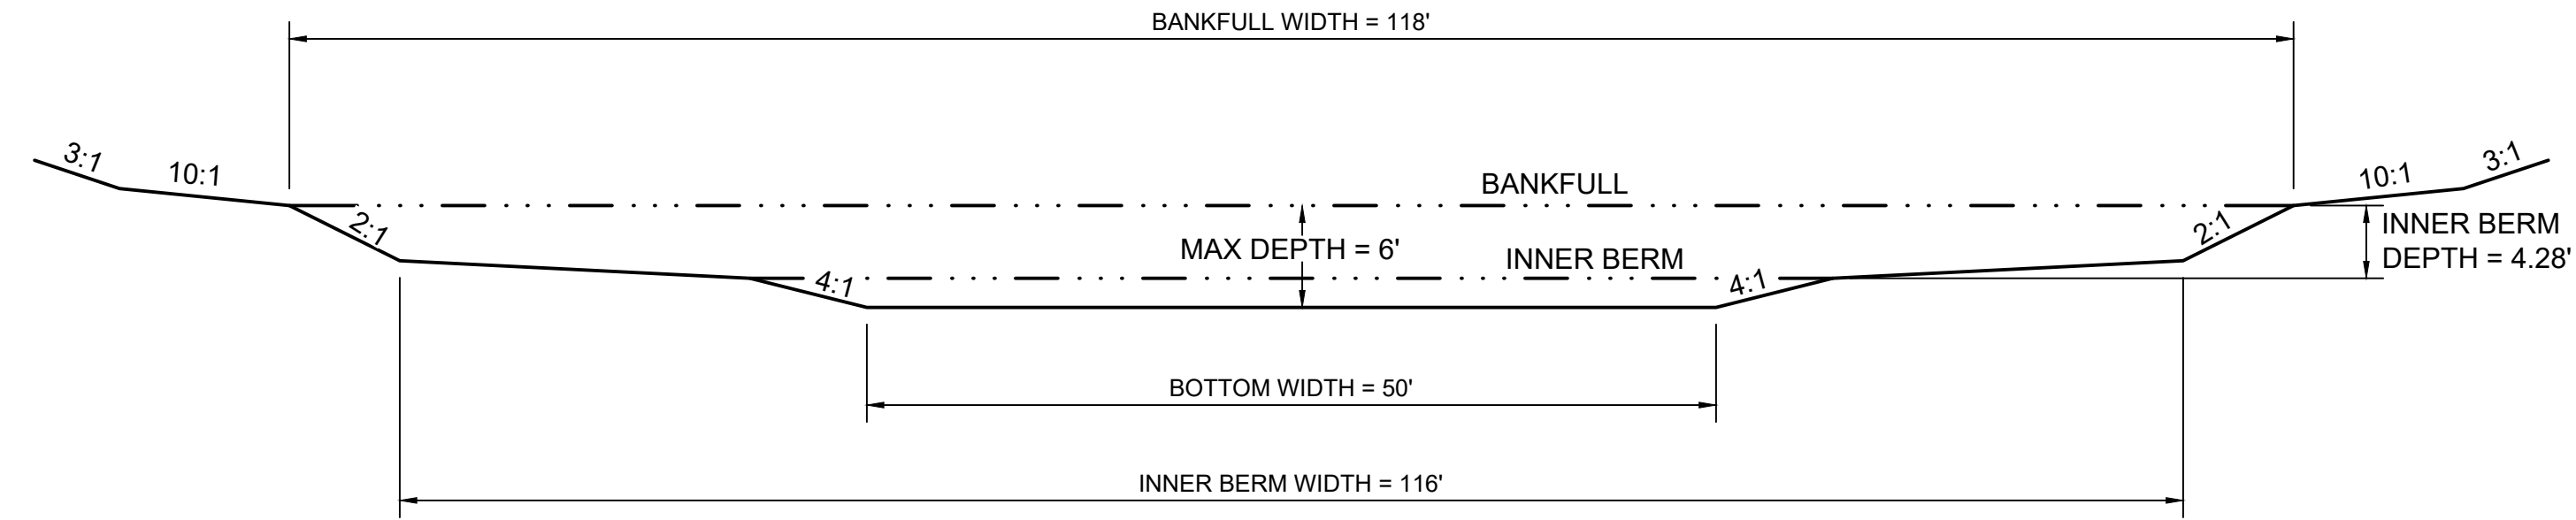 BANKFULL WIDTH = 118'
3:1
10:1
2:1
BANKFULL
10:1
3:1
2:1
INNER BERM
DEPTH = 4.28'
MAX DEPTH = 6'
INNER BERM
4:1
4:1
BOTTOM WIDTH = 50'
INNER BERM WIDTH = 116'